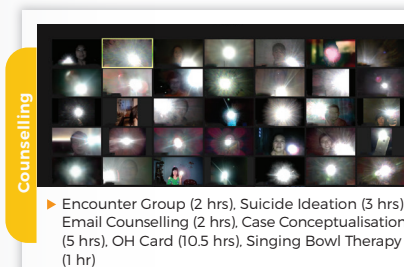 Counselling
▶ Encounter Group (2 hrs), Suicide Ideation (3 hrs)
Email Counselling (2 hrs), Case Conceptualisation
(5 hrs), OH Card (10.5 hrs), Singing Bowl Therapy
(1 hr)